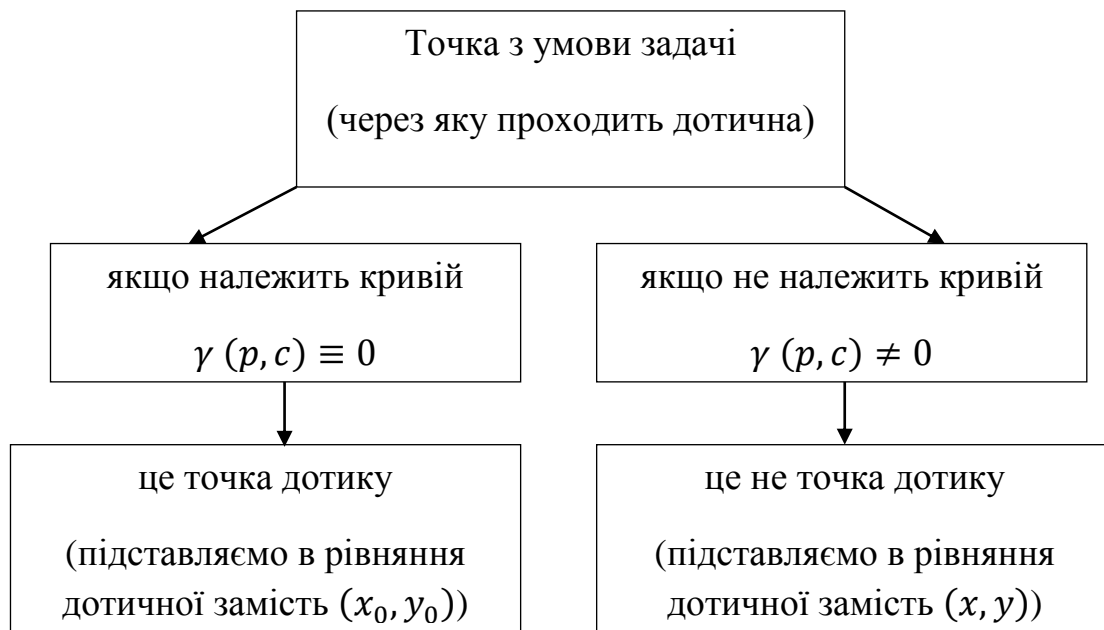 Точка з умови задачі
(через яку проходить дотична)
якщо належить кривій
γ (p, c) ≡ 0
якщо не належить кривій
γ (p, c) ≠ 0
це точка дотику
(підставляємо в рівняння
дотичної замість (x₀, y₀))
це не точка дотику
(підставляємо в рівняння
дотичної замість (x, y))